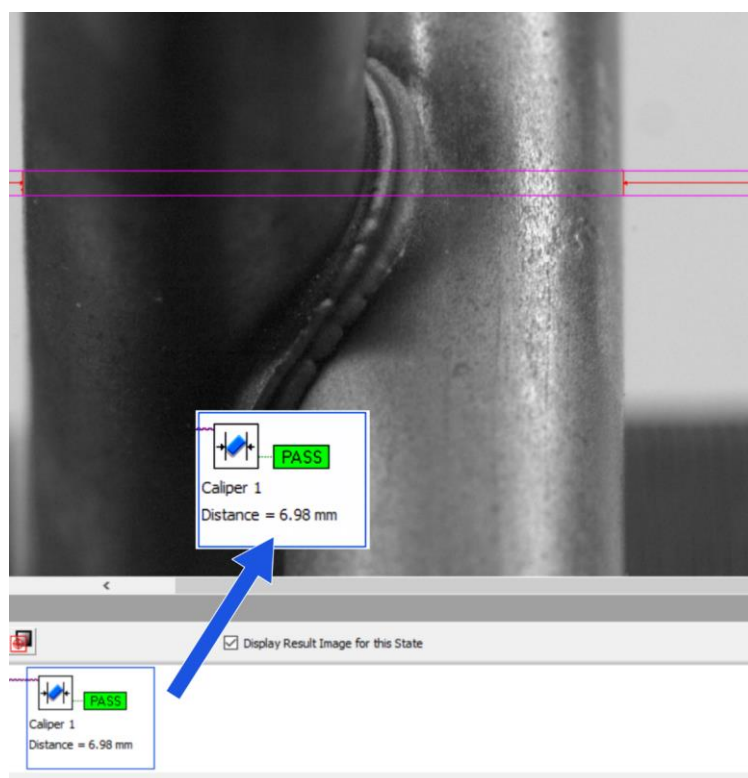 PASS
Caliper 1
Distance = 6.98 mm
Display Result Image for this State
PASS
Caliper 1
Distance = 6.98 mm